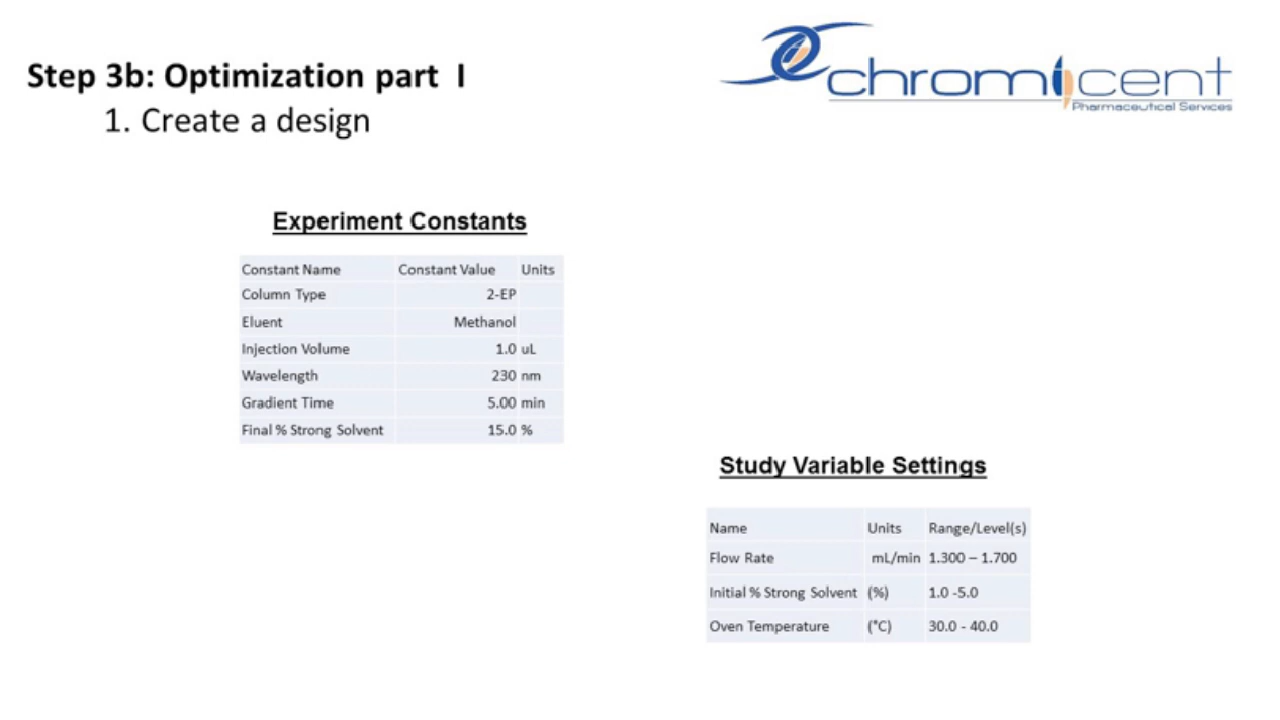 Step 3b: Optimization part I
1. Create a design
chromicent
Pharmaceutical Services
Experiment Constants
Constant Name Constant Value Units
Column Type 2-EP
Eluent Methanol
Injection Volume 1.0 uL
Wavelength 230 nm
Gradient Time 5.00 min
Final % Strong Solvent 15.0 %
Study Variable Settings
Name Units Range/Level(s)
Flow Rate mL/min 1.300 – 1.700
Initial % Strong Solvent (%) 1.0 -5.0
Oven Temperature (°C) 30.0 - 40.0